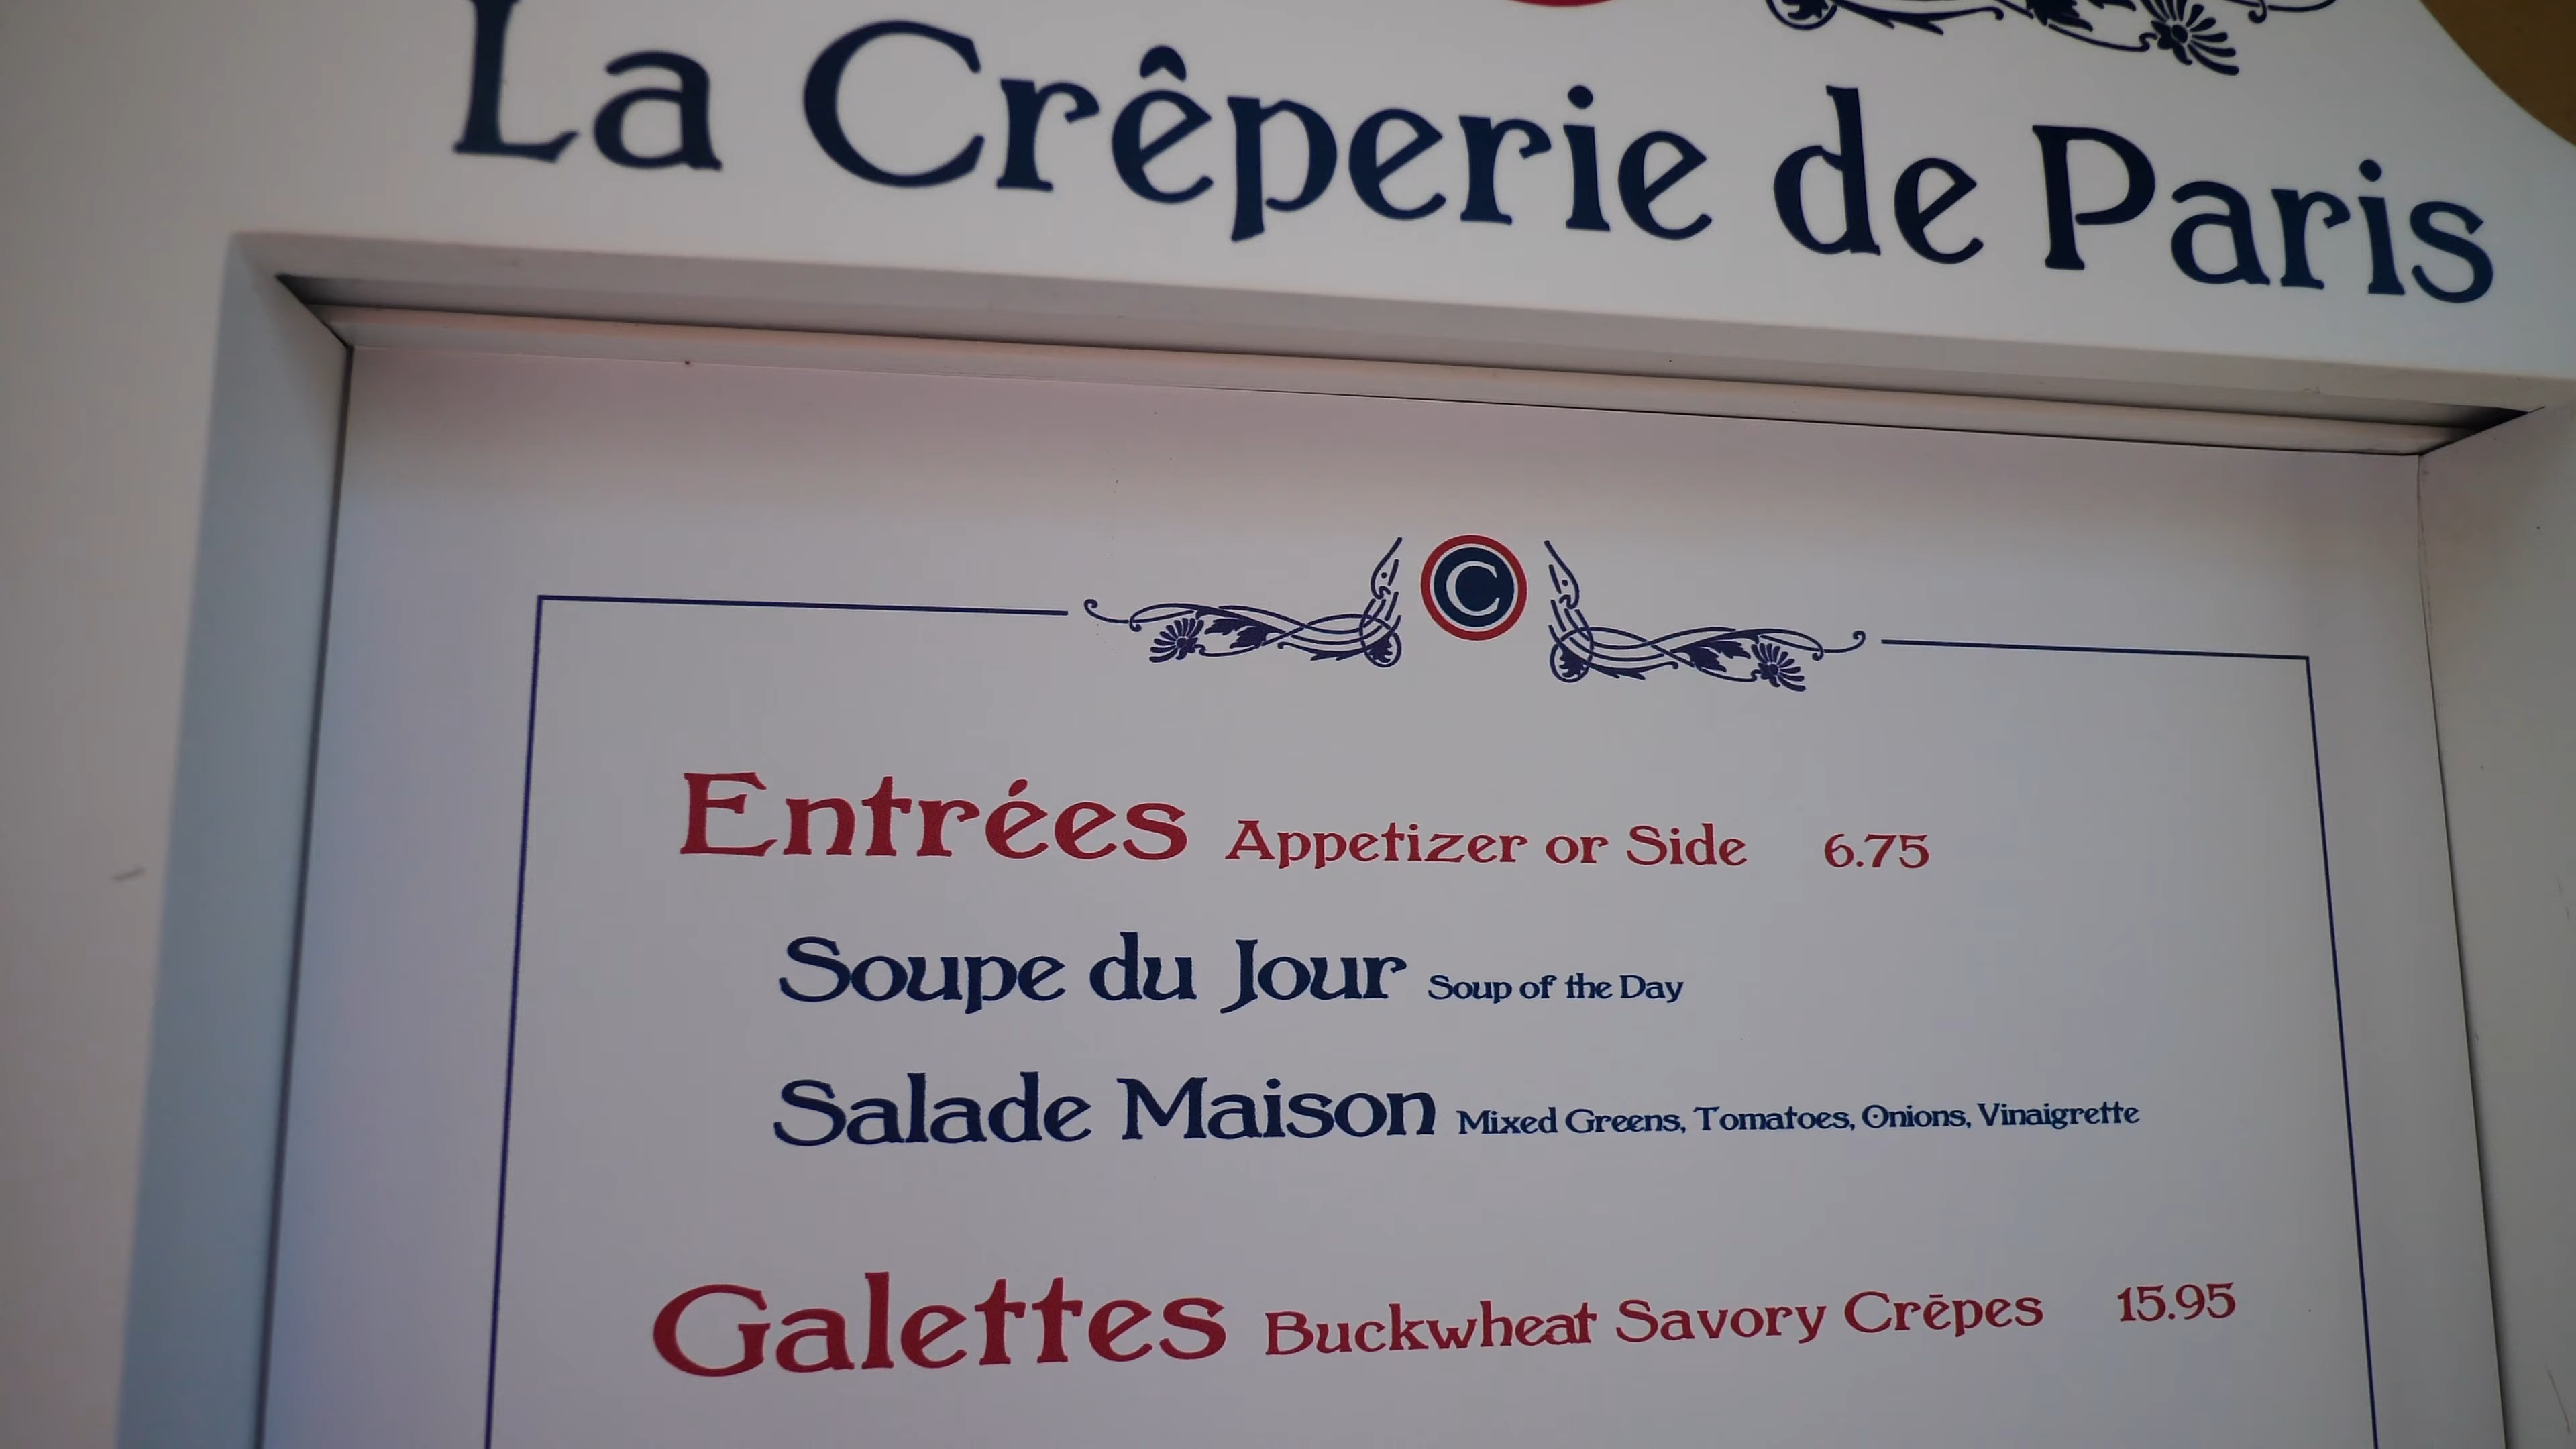 La Crêperie de Paris
C
Entrées Appetizer or Side 6.75
Soupe du Jour Soup of the Day
Salade Maison Mixed Greens, Tomatoes, Onions, Vinaigrette
Galettes Buckwheat Savory Crêpes 15.95